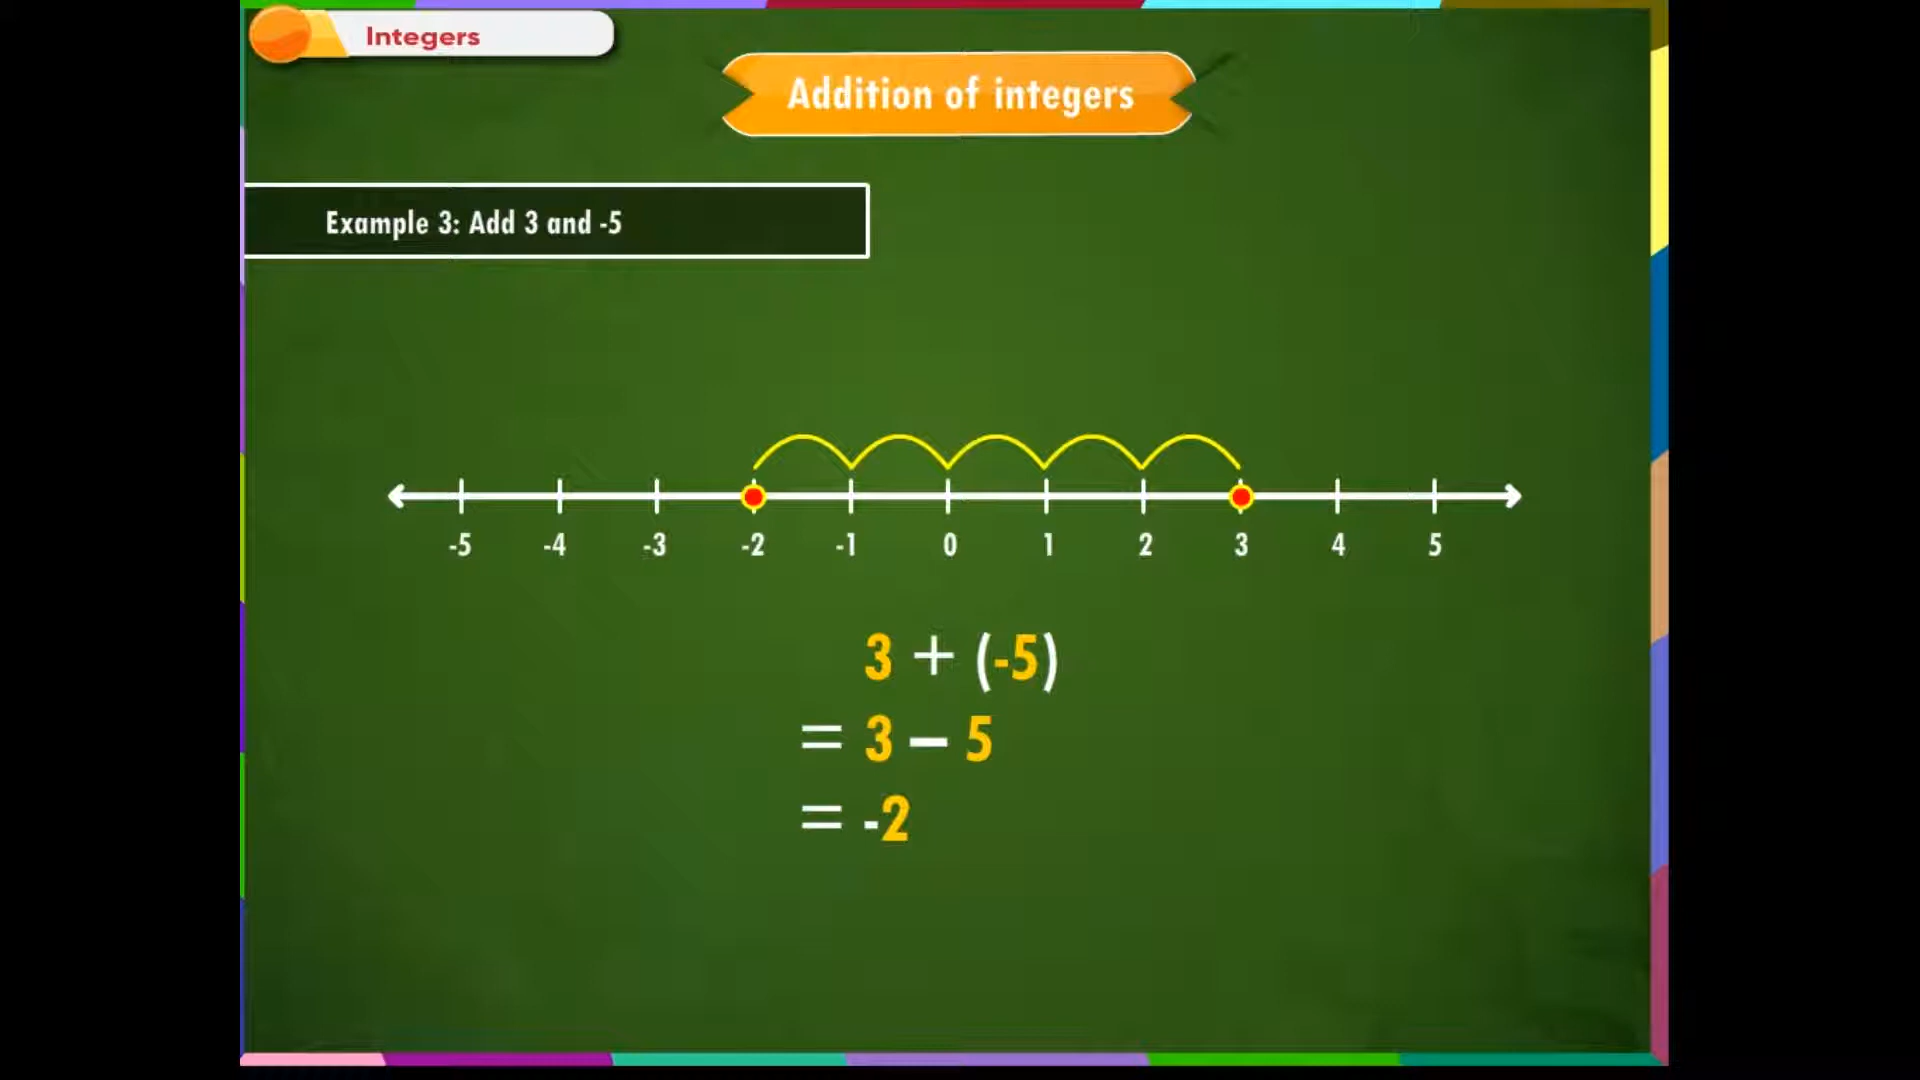 Integers
Addition of integers
Example 3: Add 3 and -5
-5 -4 -3 -2 -1 0 1 2 3 4 5
3 + (-5)
= 3 – 5
= -2